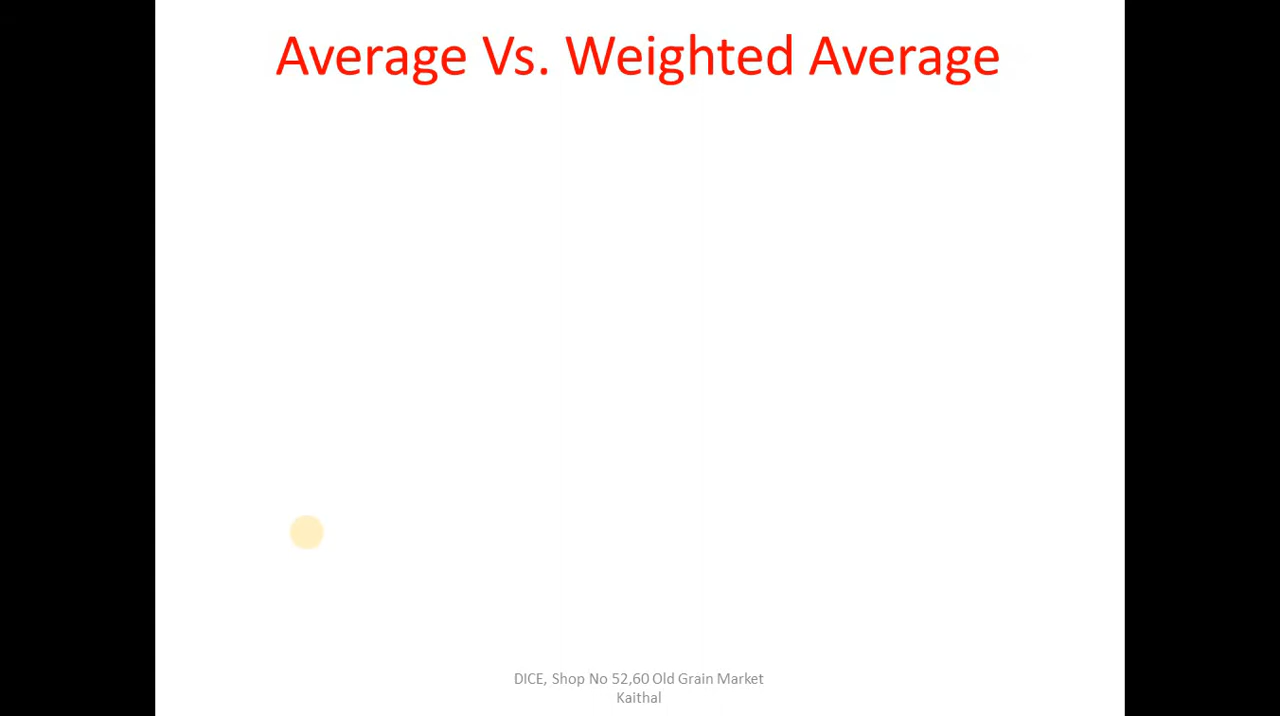 Average Vs. Weighted Average
DICE, Shop No 52,60 Old Grain Market
Kaithal